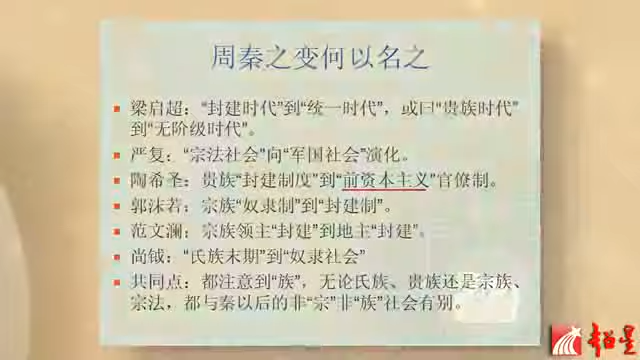 周秦之变何以名之
梁启超：“封建时代”到“统一时代”，或曰“贵族时代”
到“无阶级时代”。
严复：“宗法社会”向“军国社会”演化。
陶希圣：贵族“封建制度”到“前资本主义”官僚制。
郭沫若：宗族“奴隶制”到“封建制”。
范文澜：宗族领主“封建”到地主“封建”。
尚钺：“氏族末期”到“奴隶社会”
共同点：都注意到“族”，无论氏族、贵族还是宗族、
宗法，都与秦以后的非“宗”非“族”社会有别。
超星